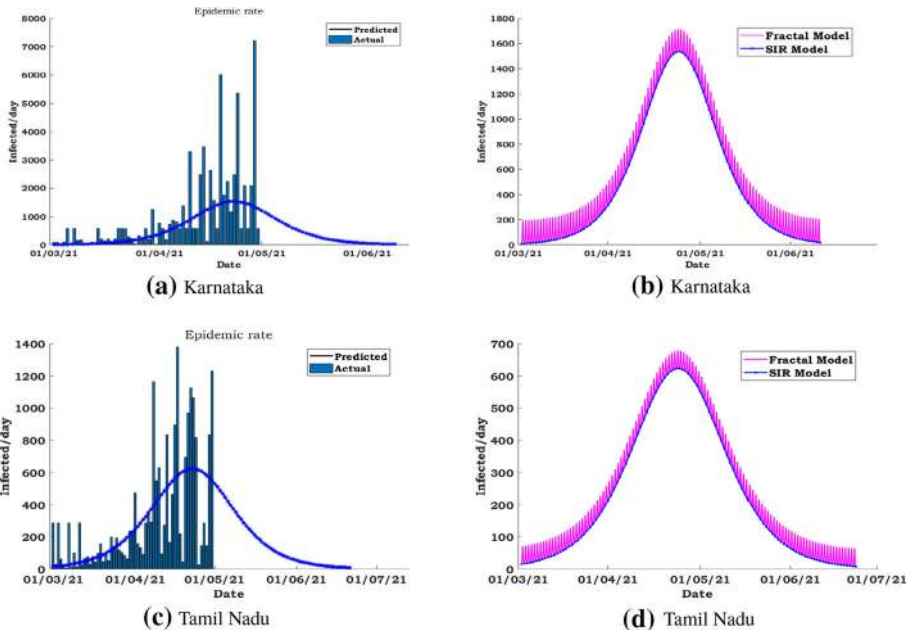 Epidemic rate
8000
7000
6000
5000
4000
3000
2000
1000
0
Infected/day
Predicted
Actual
01/03/21 01/04/21 01/05/21 01/06/21
Date
(a) Karnataka
1800
1600
1400
1200
1000
800
600
400
200
0
Infected/day
Fractal Model
SIR Model
01/03/21 01/04/21 01/05/21 01/06/21
Date
(b) Karnataka
Epidemic rate
1400
1200
1000
800
600
400
200
0
Infected/day
Predicted
Actual
01/03/21 01/04/21 01/05/21 01/06/21 01/07/21
Date
(c) Tamil Nadu
700
600
500
400
300
200
100
0
Infected/day
Fractal Model
SIR Model
01/03/21 01/04/21 01/05/21 01/06/21 01/07/21
Date
(d) Tamil Nadu